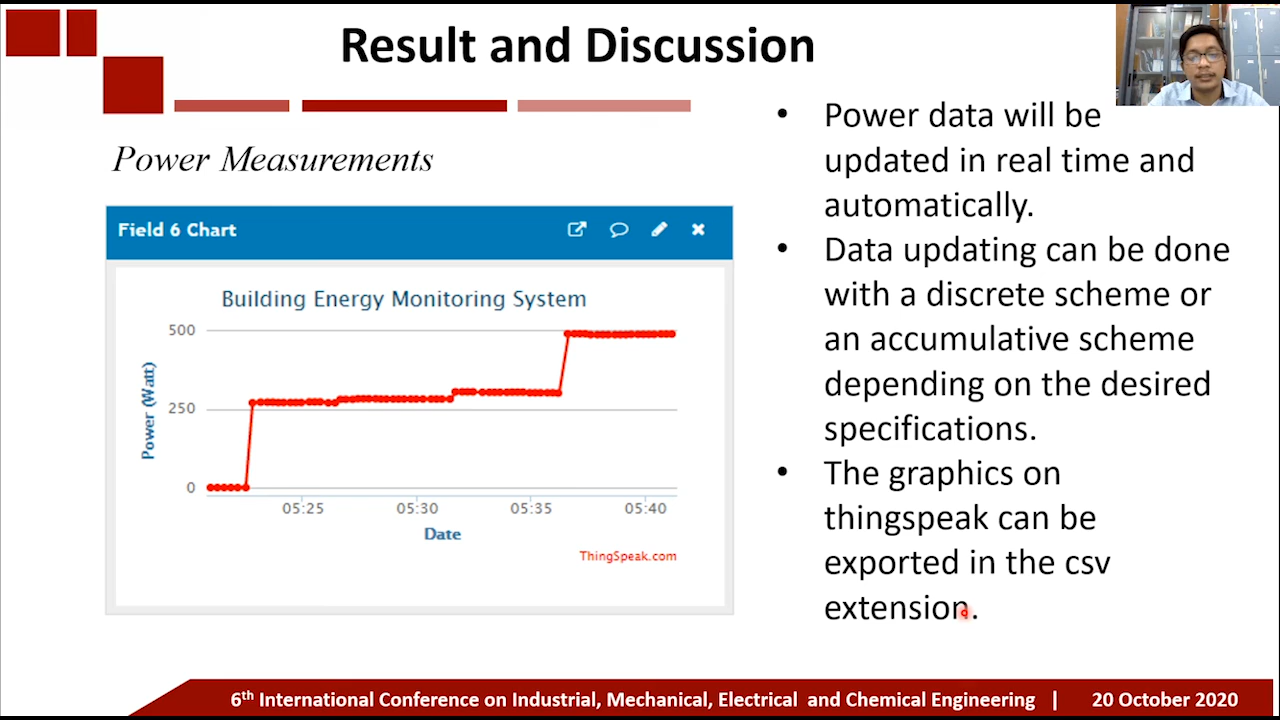 Result and Discussion
Power Measurements
Field 6 Chart
Building Energy Monitoring System
500
250
0
Power (Watt)
05:25
05:30
05:35
05:40
Date
ThingSpeak.com
• Power data will be
updated in real time and
automatically.
• Data updating can be done
with a discrete scheme or
an accumulative scheme
depending on the desired
specifications.
• The graphics on
thingspeak can be
exported in the csv
extension.
6th International Conference on Industrial, Mechanical, Electrical and Chemical Engineering | 20 October 2020